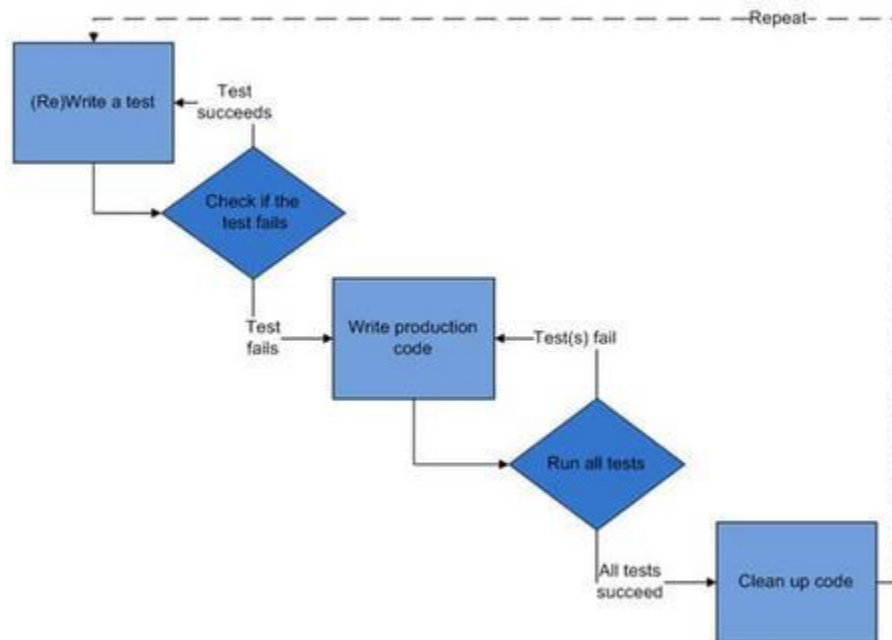 Repeat
(Re)Write a test
Test
succeeds
Check if the
test fails
Test
fails
Write production
code
Test(s) fail
Run all tests
All tests
succeed
Clean up code